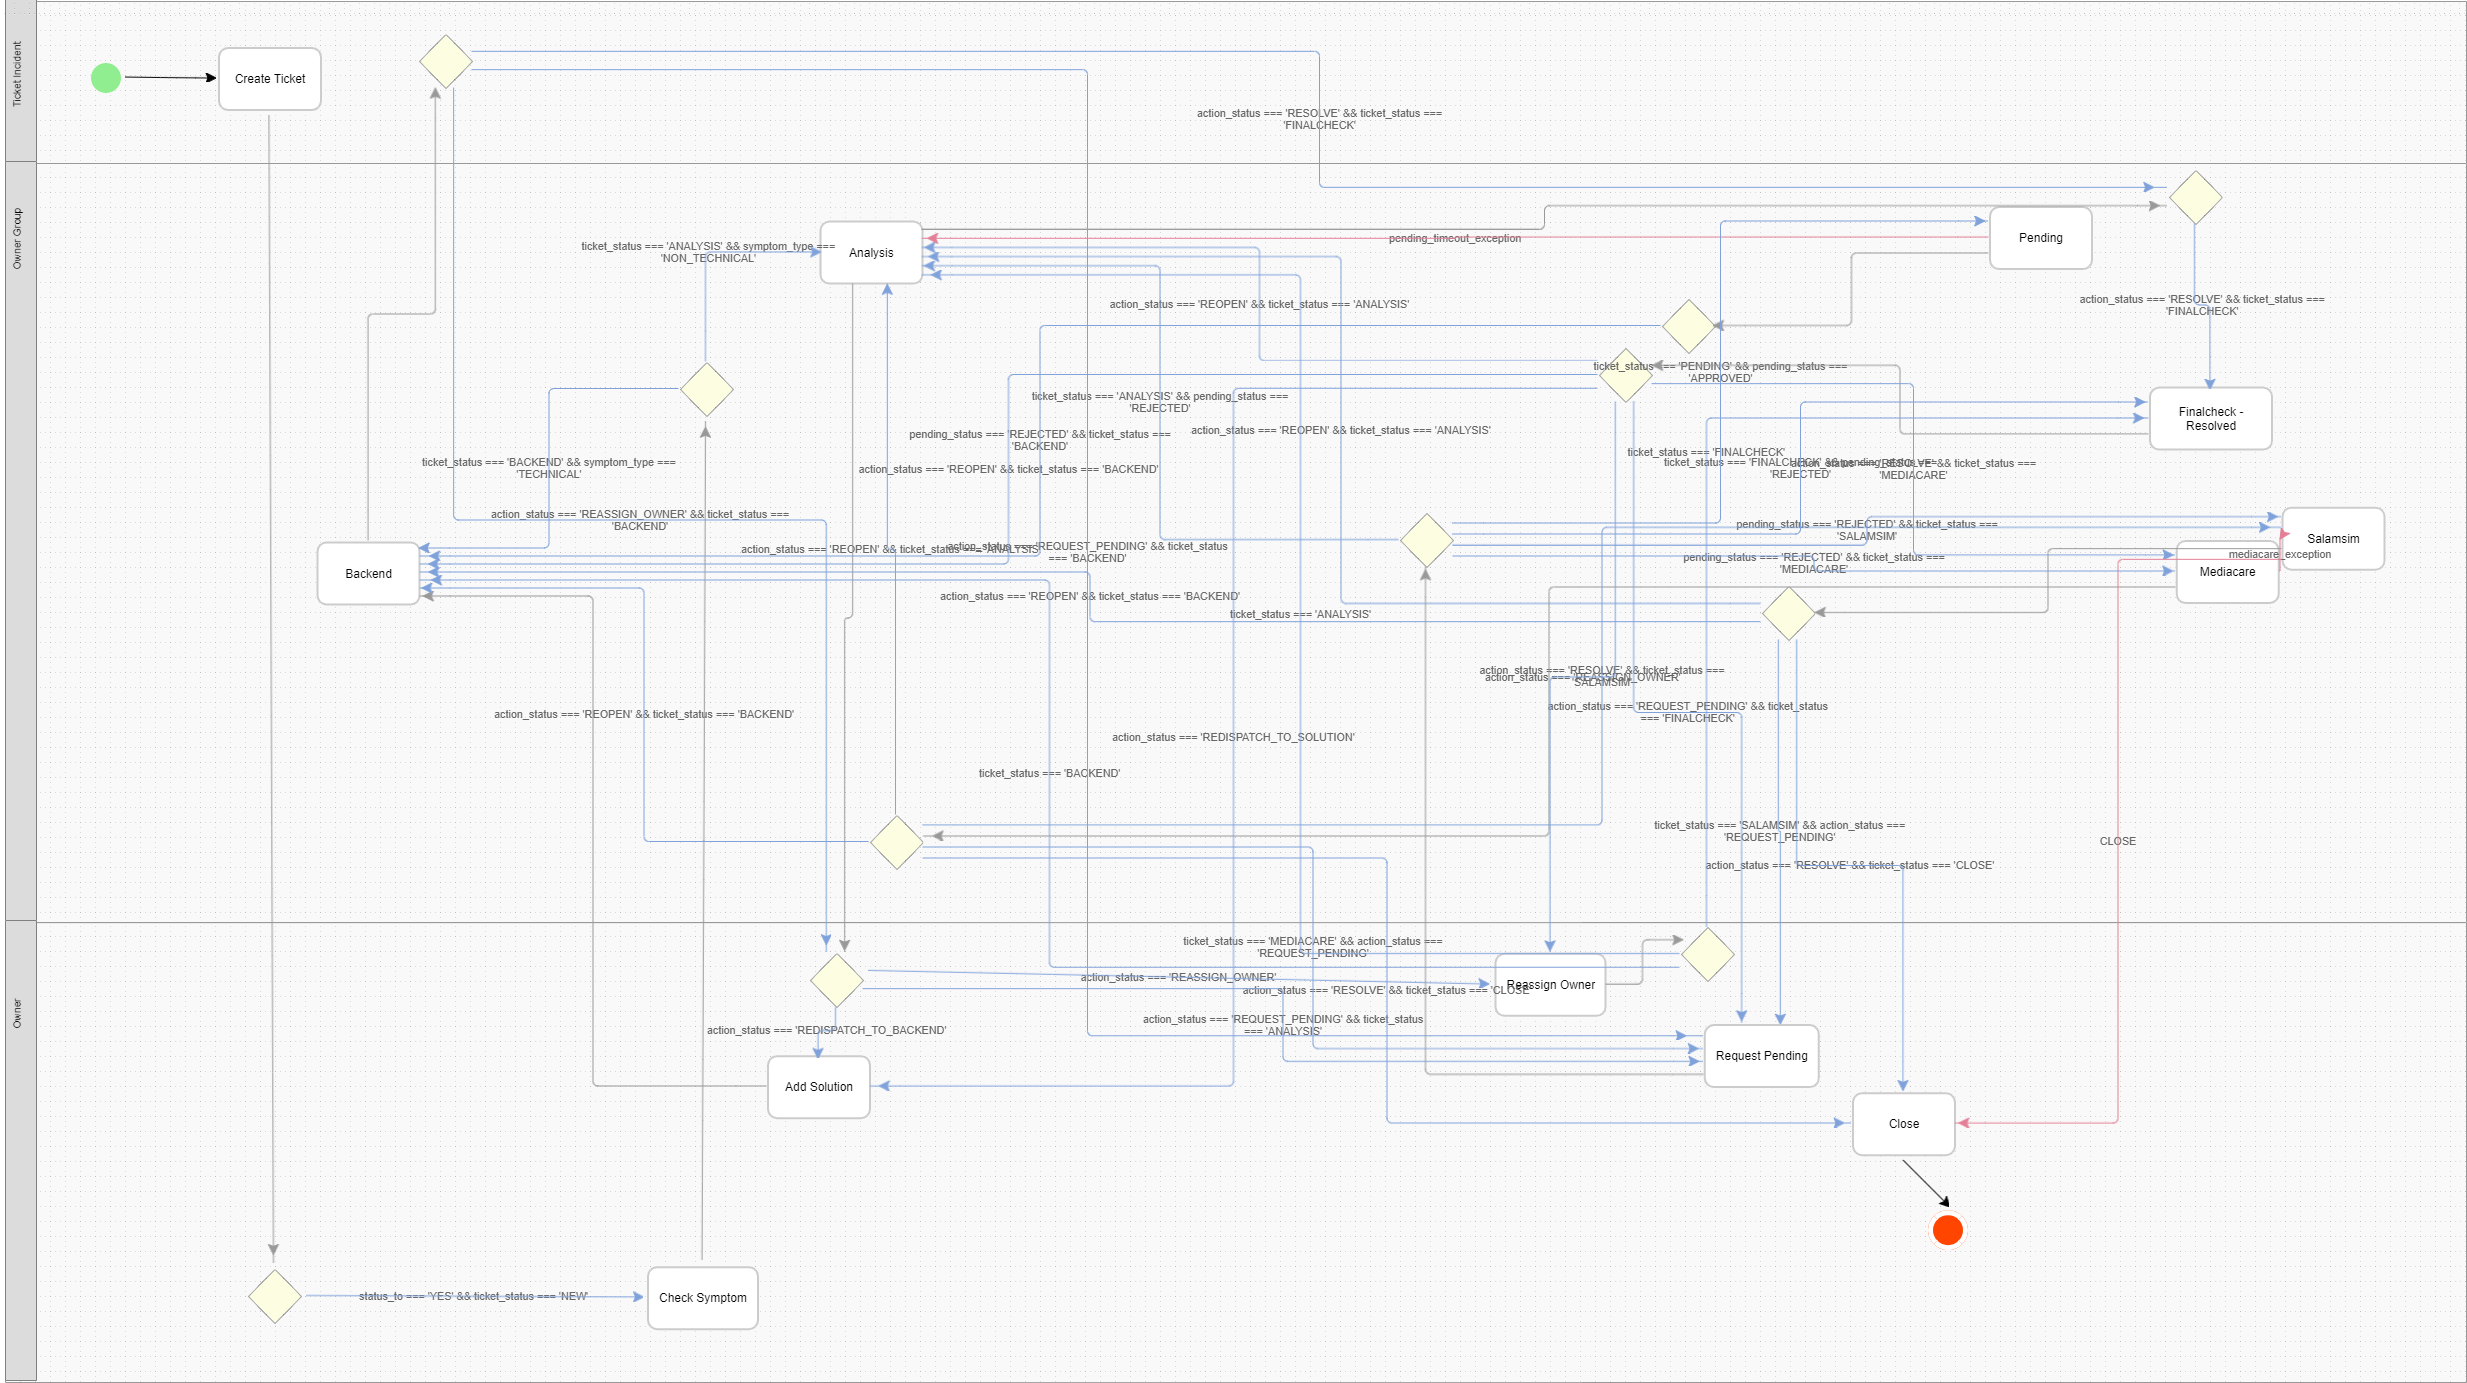 Ticket Incident
Create Ticket
action_status === 'RESOLVE' && ticket_status ===
'FINALCHECK'
Owner Group
Analysis
Pending
pending_timeout_exception
ticket_status === 'ANALYSIS' && symptom_type ===
'NON_TECHNICAL'
action_status === 'REOPEN' && ticket_status === 'ANALYSIS'
action_status === 'RESOLVE' && ticket_status ===
'FINALCHECK'
ticket_status === 'PENDING' && pending_status ===
'APPROVED'
ticket_status === 'ANALYSIS' && pending_status ===
'REJECTED'
Finalcheck -
Resolved
pending_status === 'REJECTED' && ticket_status ===
'BACKEND'
action_status === 'REOPEN' && ticket_status === 'ANALYSIS'
ticket_status === 'FINALCHECK'
ticket_status === 'BACKEND' && symptom_type ===
'TECHNICAL'
action_status === 'REOPEN' && ticket_status === 'BACKEND'
ticket_status === 'FINALCHECK' && pending_status ===
'REJECTED'
action_status === 'RESOLVE' && ticket_status ===
'MEDIACARE'
action_status === 'REASSIGN_OWNER' && ticket_status ===
'BACKEND'
pending_status === 'REJECTED' && ticket_status ===
'SALAMSIM'
Salamsim
action_status === 'REOPEN' && ticket_status === 'ANALYSIS'
action_status === 'REQUEST_PENDING' && ticket_status
=== 'BACKEND'
mediacare_exception
pending_status === 'REJECTED' && ticket_status ===
'MEDIACARE'
Backend
Mediacare
action_status === 'REOPEN' && ticket_status === 'BACKEND'
ticket_status === 'ANALYSIS'
action_status === 'RESOLVE' && ticket_status ===
'SALAMSIM'
action_status === 'REASSIGN_OWNER'
action_status === 'REQUEST_PENDING' && ticket_status
=== 'FINALCHECK'
action_status === 'REOPEN' && ticket_status === 'BACKEND'
action_status === 'REDISPATCH_TO_SOLUTION'
ticket_status === 'BACKEND'
ticket_status === 'SALAMSIM' && action_status ===
'REQUEST_PENDING'
CLOSE
action_status === 'RESOLVE' && ticket_status === 'CLOSE'
Owner
ticket_status === 'MEDIACARE' && action_status ===
'REQUEST_PENDING'
action_status === 'REASSIGN_OWNER'
Reassign Owner
action_status === 'RESOLVE' && ticket_status === 'CLOSE'
action_status === 'REQUEST_PENDING' && ticket_status
=== 'ANALYSIS'
action_status === 'REDISPATCH_TO_BACKEND'
Request Pending
Add Solution
Close
status_to === 'YES' && ticket_status === 'NEW'
Check Symptom